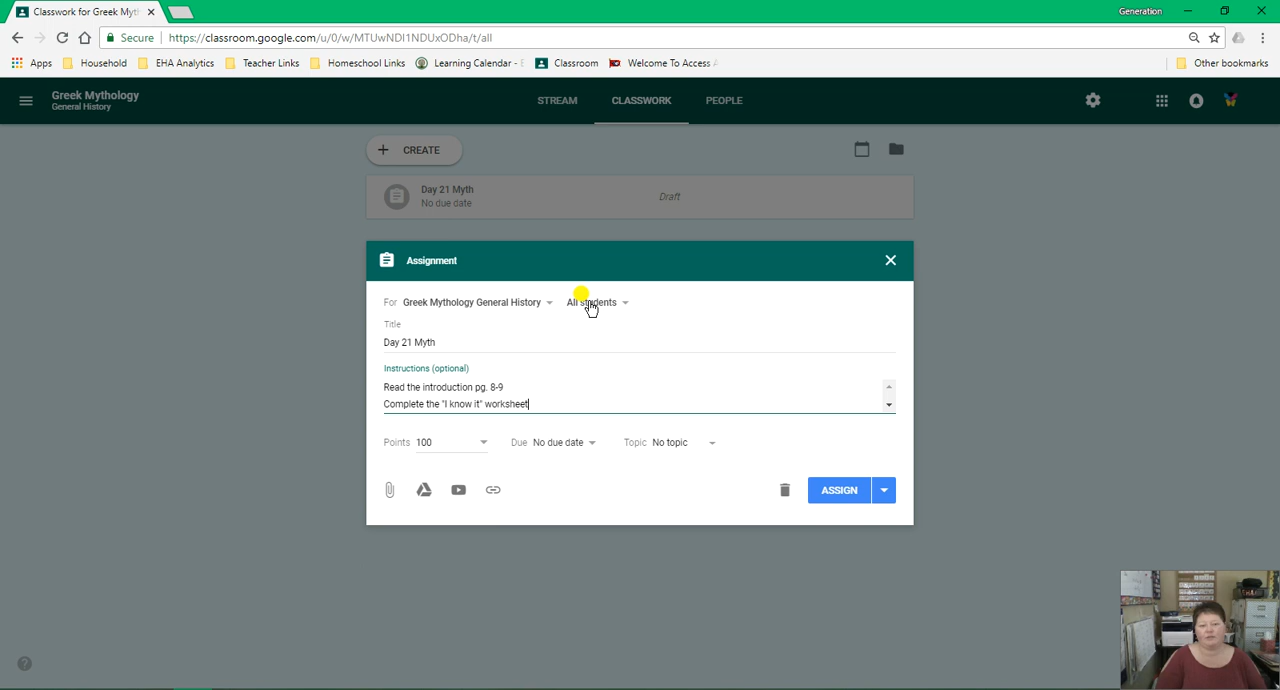 Classroom for Greek Myth
Classwork for Greek Myt
Generation
Secure https://classroom.google.com/u/0/w/MTUwNDI1NDUxODha/t/all
Apps Household EHA Analytics Teacher Links Homeschool Links Learning Calendar - E Classroom Welcome To Access Other bookmarks
Greek Mythology
General History
STREAM CLASSWORK PEOPLE
+ CREATE
Day 21 Myth
No due date
Draft
Assignment
For Greek Mythology General History All students
Title
Day 21 Myth
Instructions (optional)
Read the introduction pg. 8-9
Complete the "I know it" worksheet
Points 100 Due No due date Topic No topic
ASSIGN